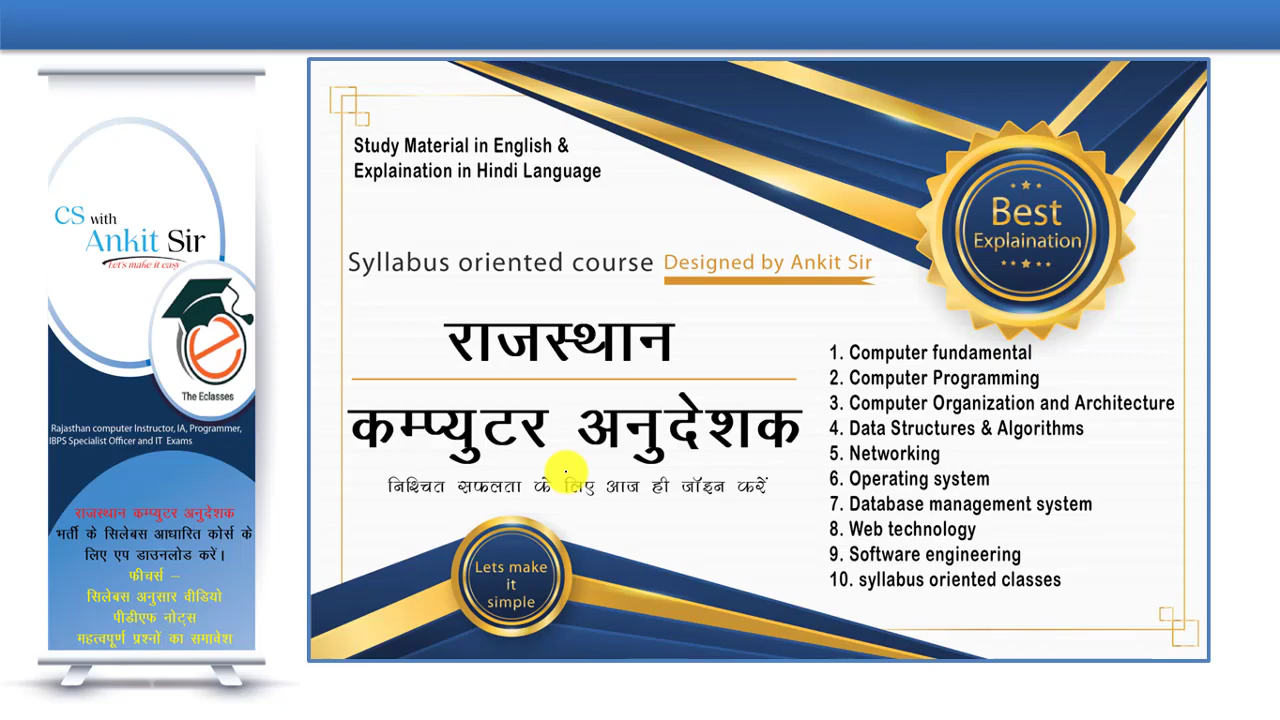 CS with
Ankit Sir
Let's make it easy
The Eclasses
Rajasthan computer Instructor, IA, Programmer,
IBPS Specialist Officer and IT Exams
राजस्थान कम्प्युटर अनुदेशक
भर्ती के सिलेबस आधारित कोर्स के
लिए एप डाउनलोड करें।
फीचर्स –
सिलेबस अनुसार वीडियो
पीडीएफ नोट्स
महत्वपूर्ण प्रश्नों का समावेश
Study Material in English &
Explaination in Hindi Language
Best
Explaination
Syllabus oriented course Designed by Ankit Sir
राजस्थान
कम्प्युटर अनुदेशक
निश्चित सफलता के लिए आज ही जॉइन करें
Lets make
it
simple
1. Computer fundamental
2. Computer Programming
3. Computer Organization and Architecture
4. Data Structures & Algorithms
5. Networking
6. Operating system
7. Database management system
8. Web technology
9. Software engineering
10. syllabus oriented classes